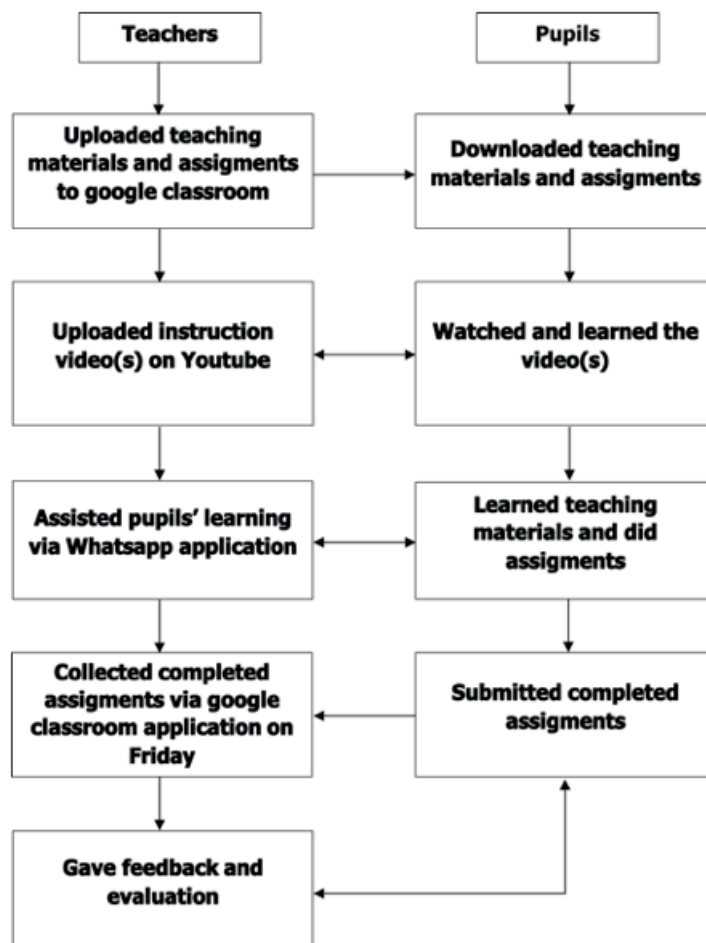 Teachers
Pupils
Uploaded teaching
materials and assigments
to google classroom
Downloaded teaching
materials and assigments
Uploaded instruction
video(s) on Youtube
Watched and learned the
video(s)
Assisted pupils’ learning
via Whatsapp application
Learned teaching
materials and did
assigments
Collected completed
assigments via google
classroom application on
Friday
Submitted completed
assigments
Gave feedback and
evaluation